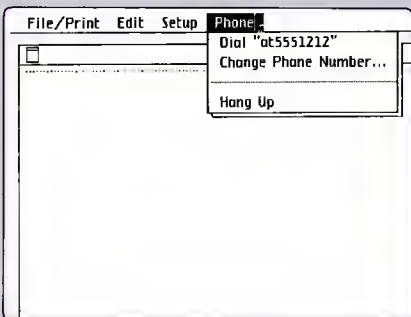 File/Print Edit Setup Phone
Dial "at5551212"
Change Phone Number...
Hang Up